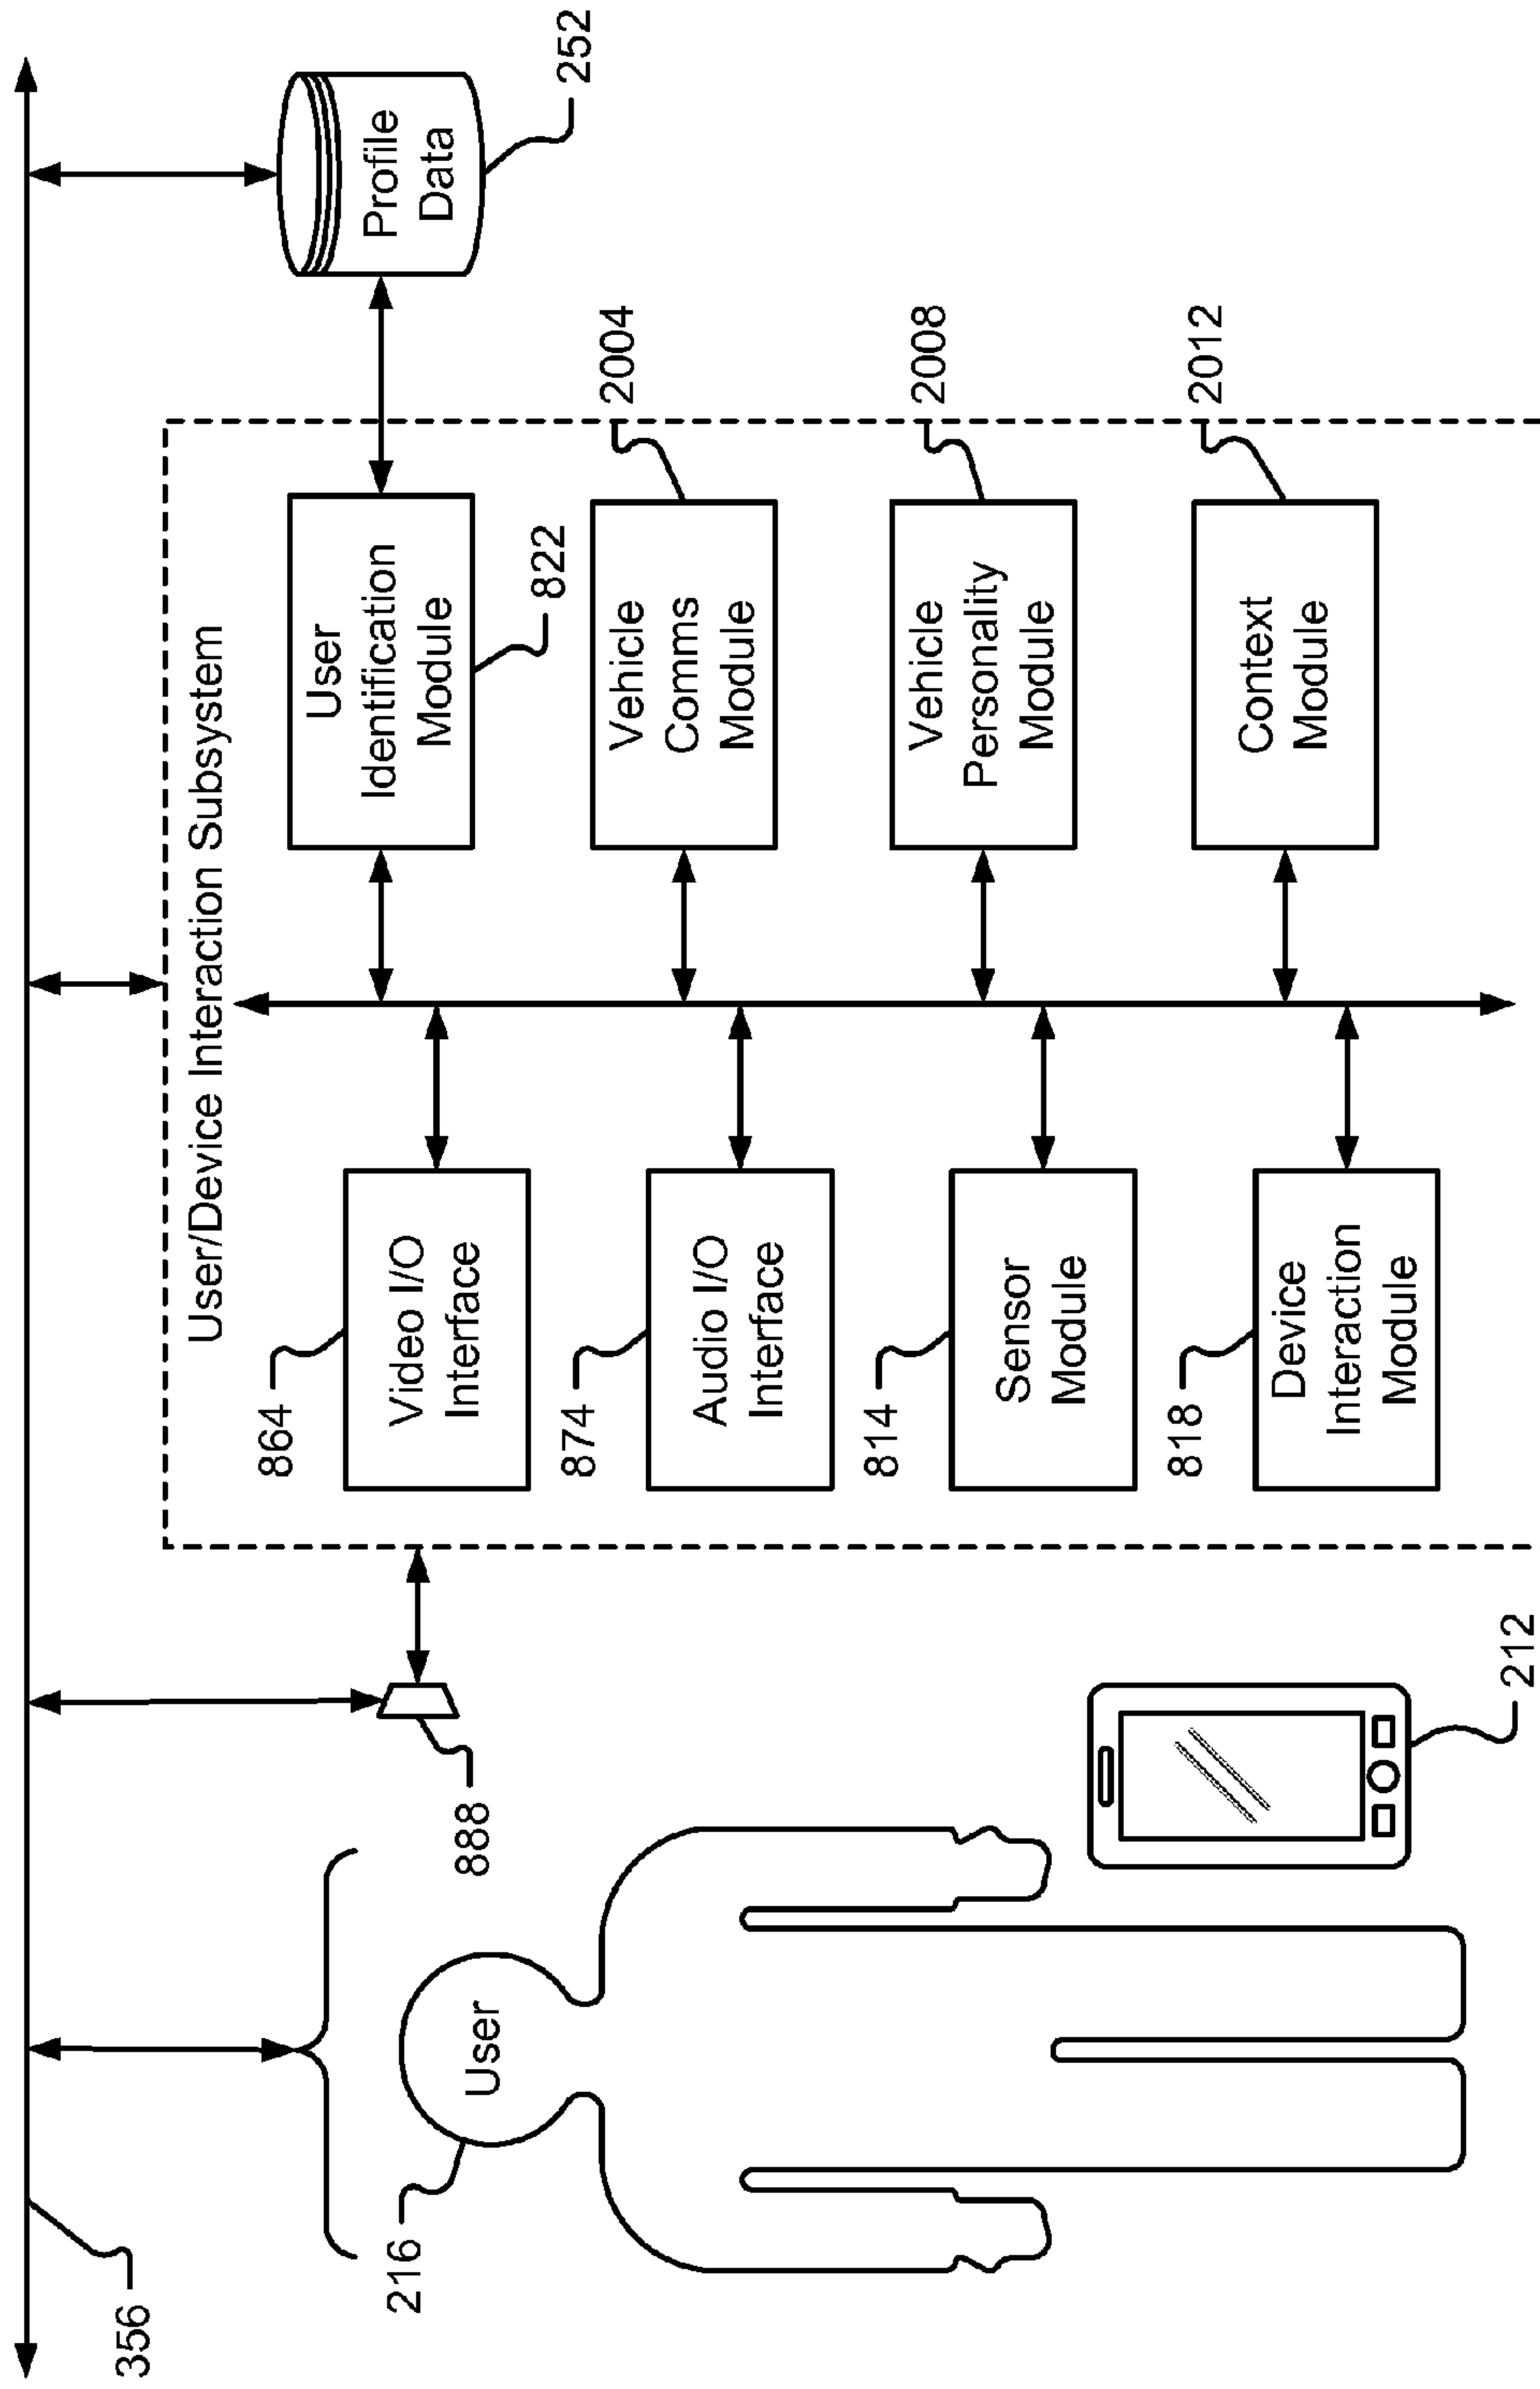 356
216
User
888
212
User/Device Interaction Subsystem
864
Video I/O
Interface
874
Audio I/O
Interface
814
Sensor
Module
818
Device
Interaction
Module
User
Identification
Module
822
Vehicle
Comms
Module
2004
Vehicle
Personality
Module
2008
Context
Module
2012
Profile
Data
252